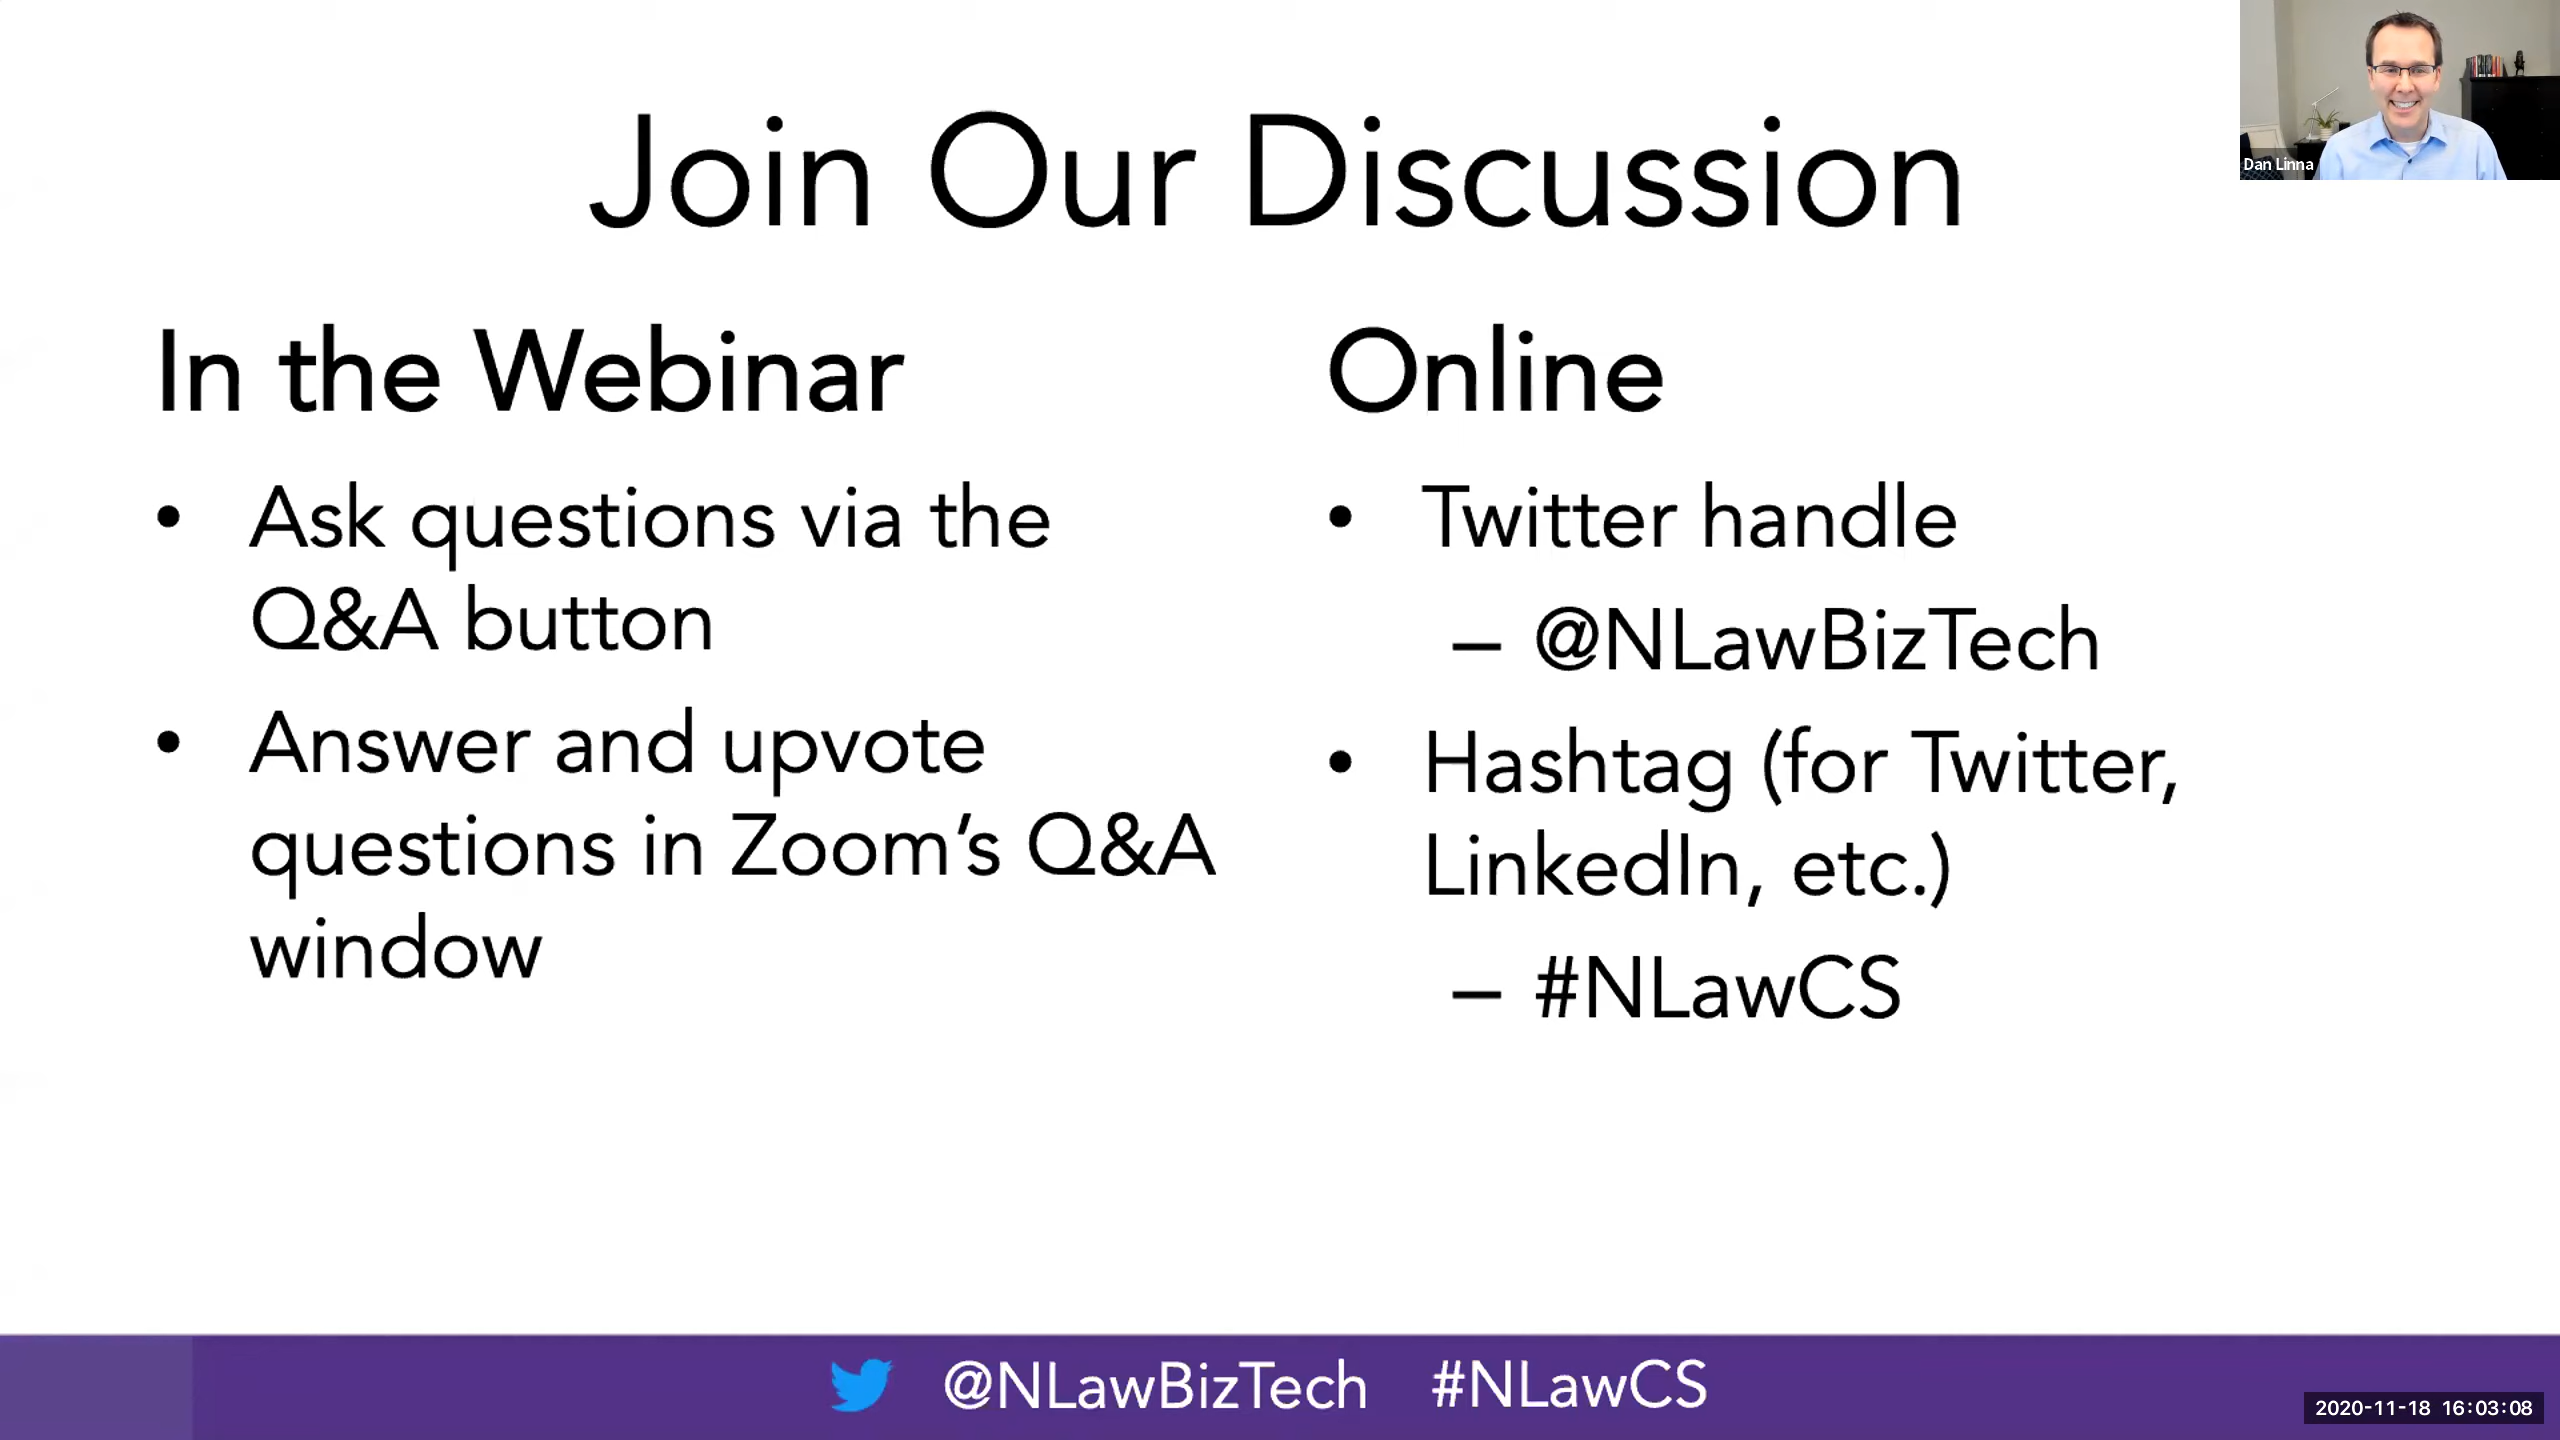 Join Our Discussion
Dan Linna
In the Webinar
• Ask questions via the
Q&A button
• Answer and upvote
questions in Zoom’s Q&A
window
Online
• Twitter handle
– @NLawBizTech
• Hashtag (for Twitter,
LinkedIn, etc.)
– #NLawCS
@NLawBizTech #NLawCS
2020-11-18 16:03:08